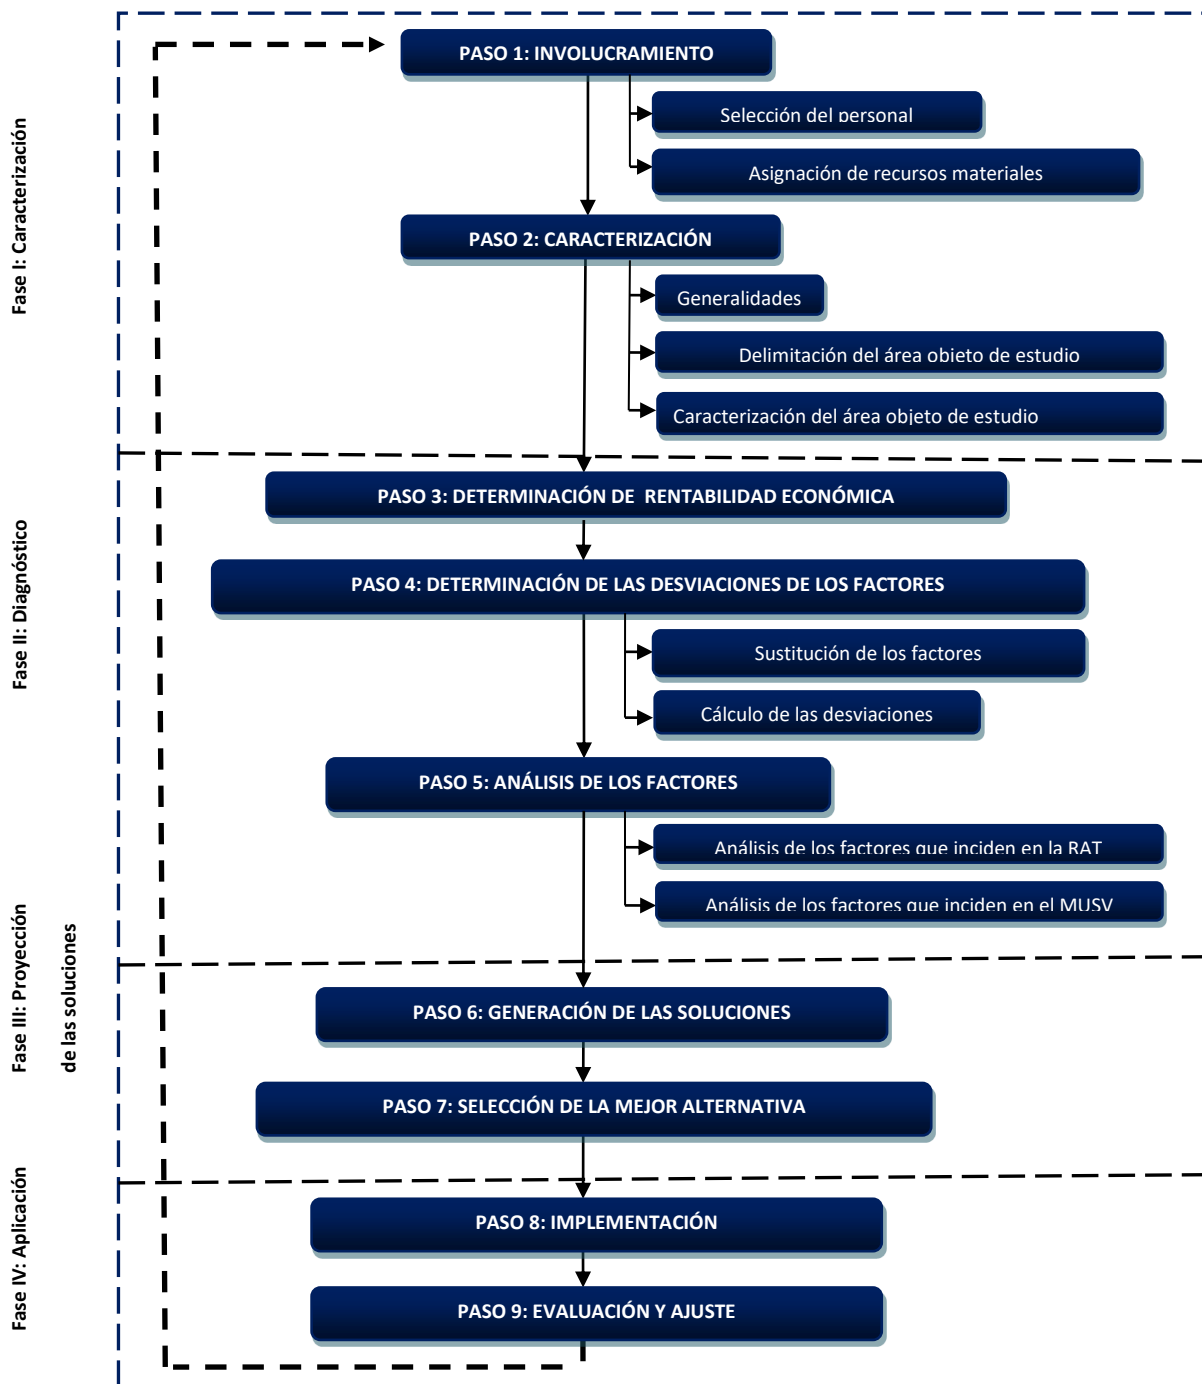 Fase I: Caracterización
PASO 1: INVOLUCRAMIENTO
Selección del personal
Asignación de recursos materiales
PASO 2: CARACTERIZACIÓN
Generalidades
Delimitación del área objeto de estudio
Caracterización del área objeto de estudio
Fase II: Diagnóstico
PASO 3: DETERMINACIÓN DE  RENTABILIDAD ECONÓMICA
PASO 4: DETERMINACIÓN DE LAS DESVIACIONES DE LOS FACTORES
Sustitución de los factores
Cálculo de las desviaciones
PASO 5: ANÁLISIS DE LOS FACTORES
Análisis de los factores que inciden en la RAT
Análisis de los factores que inciden en el MUSV
Fase III: Proyección
de las soluciones
PASO 6: GENERACIÓN DE LAS SOLUCIONES
PASO 7: SELECCIÓN DE LA MEJOR ALTERNATIVA
Fase IV: Aplicación
PASO 8: IMPLEMENTACIÓN
PASO 9: EVALUACIÓN Y AJUSTE